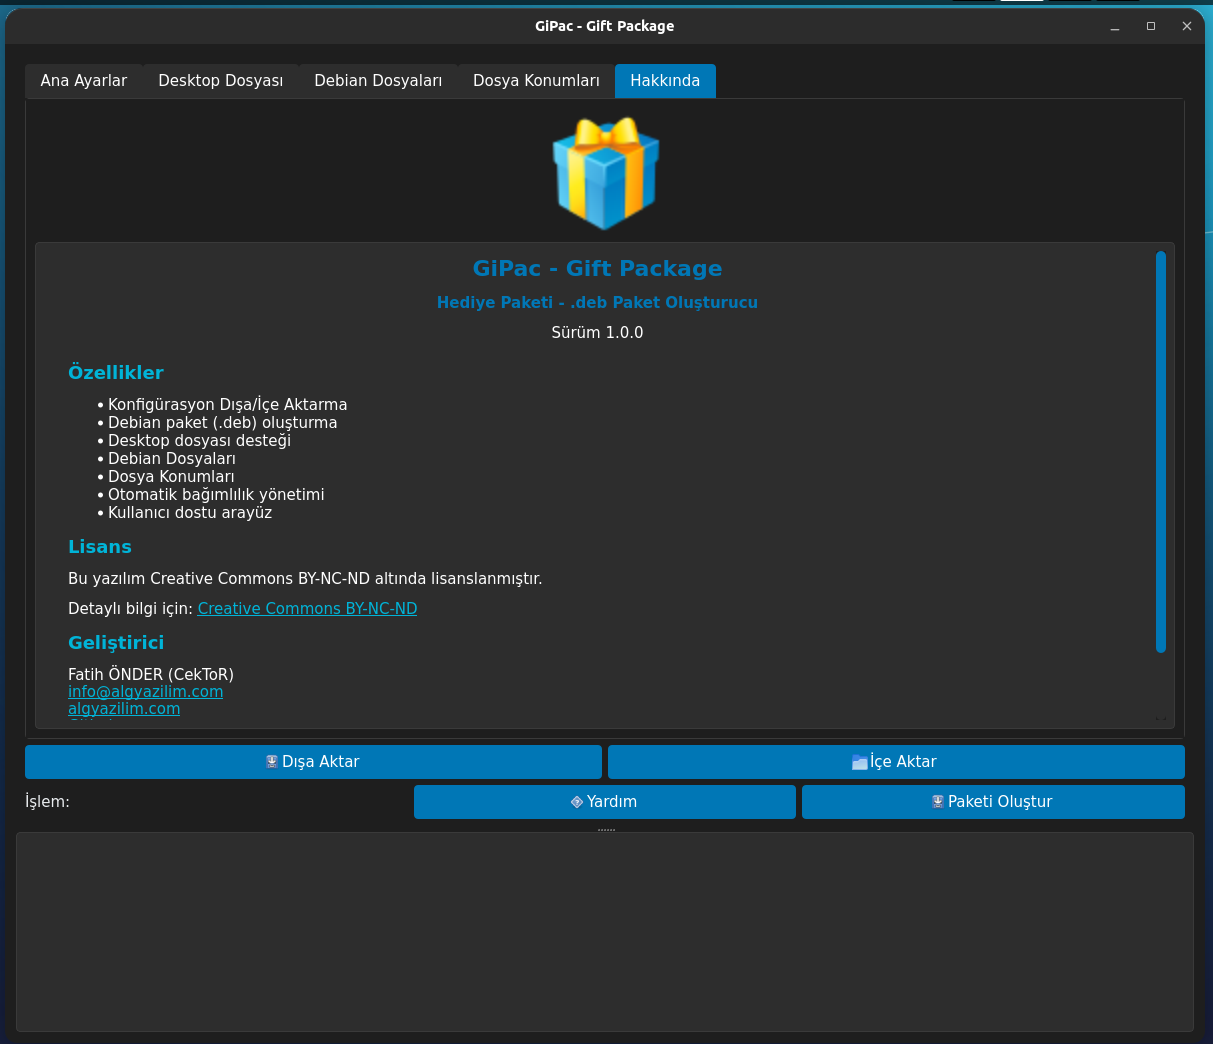 GiPac - Gift Package
Ana Ayarlar
Desktop Dosyası
Debian Dosyaları
Dosya Konumları
Hakkında
GiPac - Gift Package
Hediye Paketi - .deb Paket Oluşturucu
Sürüm 1.0.0
Özellikler
• Konfigürasyon Dışa/İçe Aktarma
• Debian paket (.deb) oluşturma
• Desktop dosyası desteği
• Debian Dosyaları
• Dosya Konumları
• Otomatik bağımlılık yönetimi
• Kullanıcı dostu arayüz
Lisans
Bu yazılım Creative Commons BY-NC-ND altında lisanslanmıştır.
Detaylı bilgi için: Creative Commons BY-NC-ND
Geliştirici
Fatih ÖNDER (CekToR)
info@algyazilim.com
algyazilim.com
Dışa Aktar
İçe Aktar
İşlem:
Yardım
Paketi Oluştur